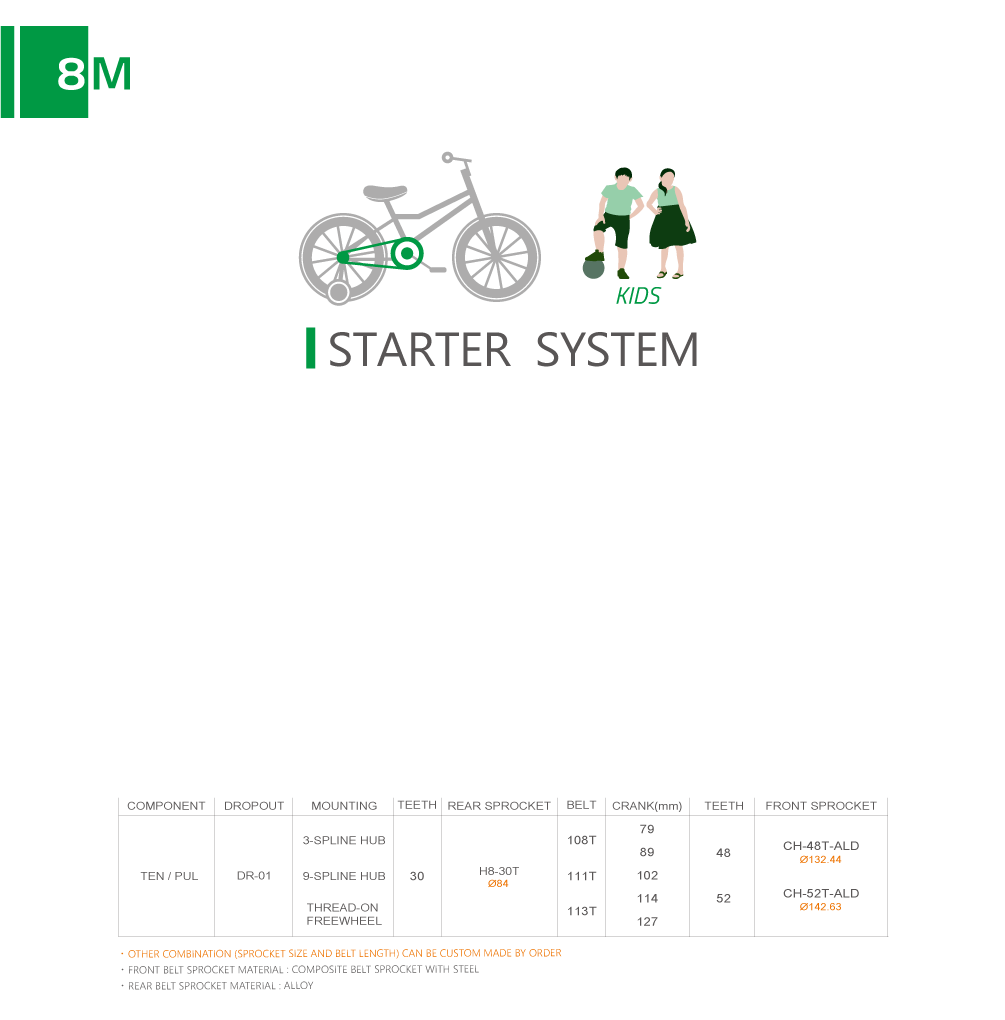 8M
KIDS
STARTER SYSTEM
COMPONENT DROPOUT MOUNTING TEETH REAR SPROCKET BELT CRANK(mm) TEETH FRONT SPROCKET
TEN / PUL DR-01
3-SPLINE HUB
9-SPLINE HUB
THREAD-ON
FREEWHEEL
30
H8-30T
Ø84
108T
111T
113T
79
89
102
114
127
48
52
CH-48T-ALD
Ø132.44
CH-52T-ALD
Ø142.63
· OTHER COMBINATION (SPROCKET SIZE AND BELT LENGTH) CAN BE CUSTOM MADE BY ORDER
· FRONT BELT SPROCKET MATERIAL : COMPOSITE BELT SPROCKET WITH STEEL
· REAR BELT SPROCKET MATERIAL : ALLOY